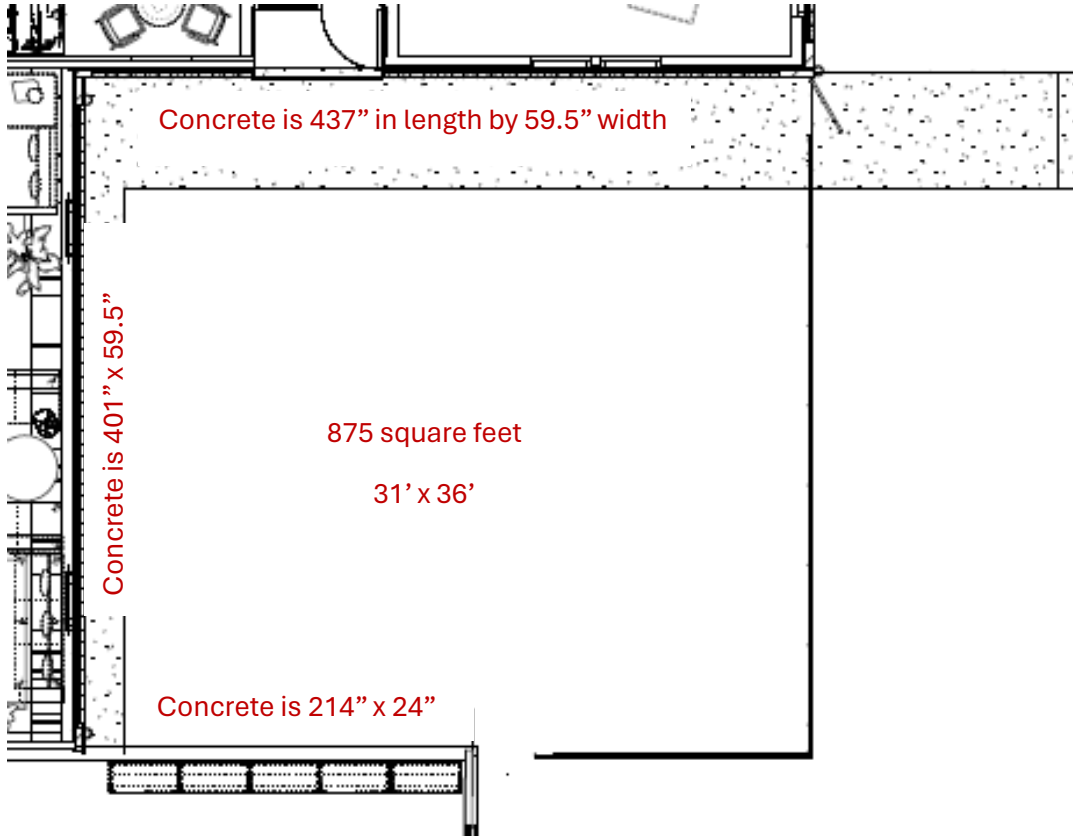 Concrete is 437” in length by 59.5” width
Concrete is 401” x 59.5”
875 square feet
31’ x 36’
Concrete is 214” x 24”